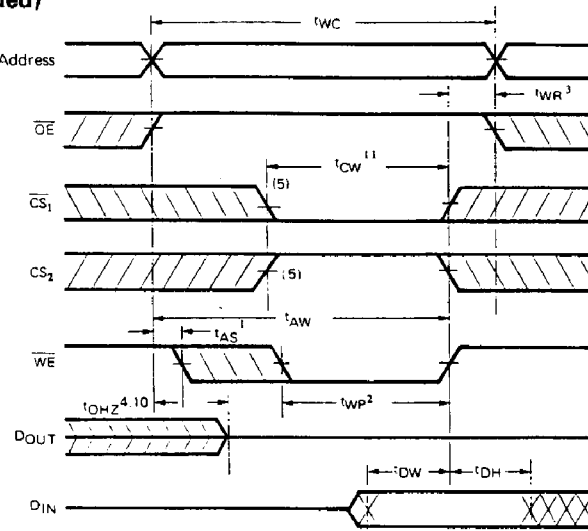 ted)
tWC
Address
tWR3
OE
tCW11
(5)
CS1
CS2
(5)
tAW
tAS1
WE
tOHZ4,10
tWP2
DOUT
tDW
tDH
DIN